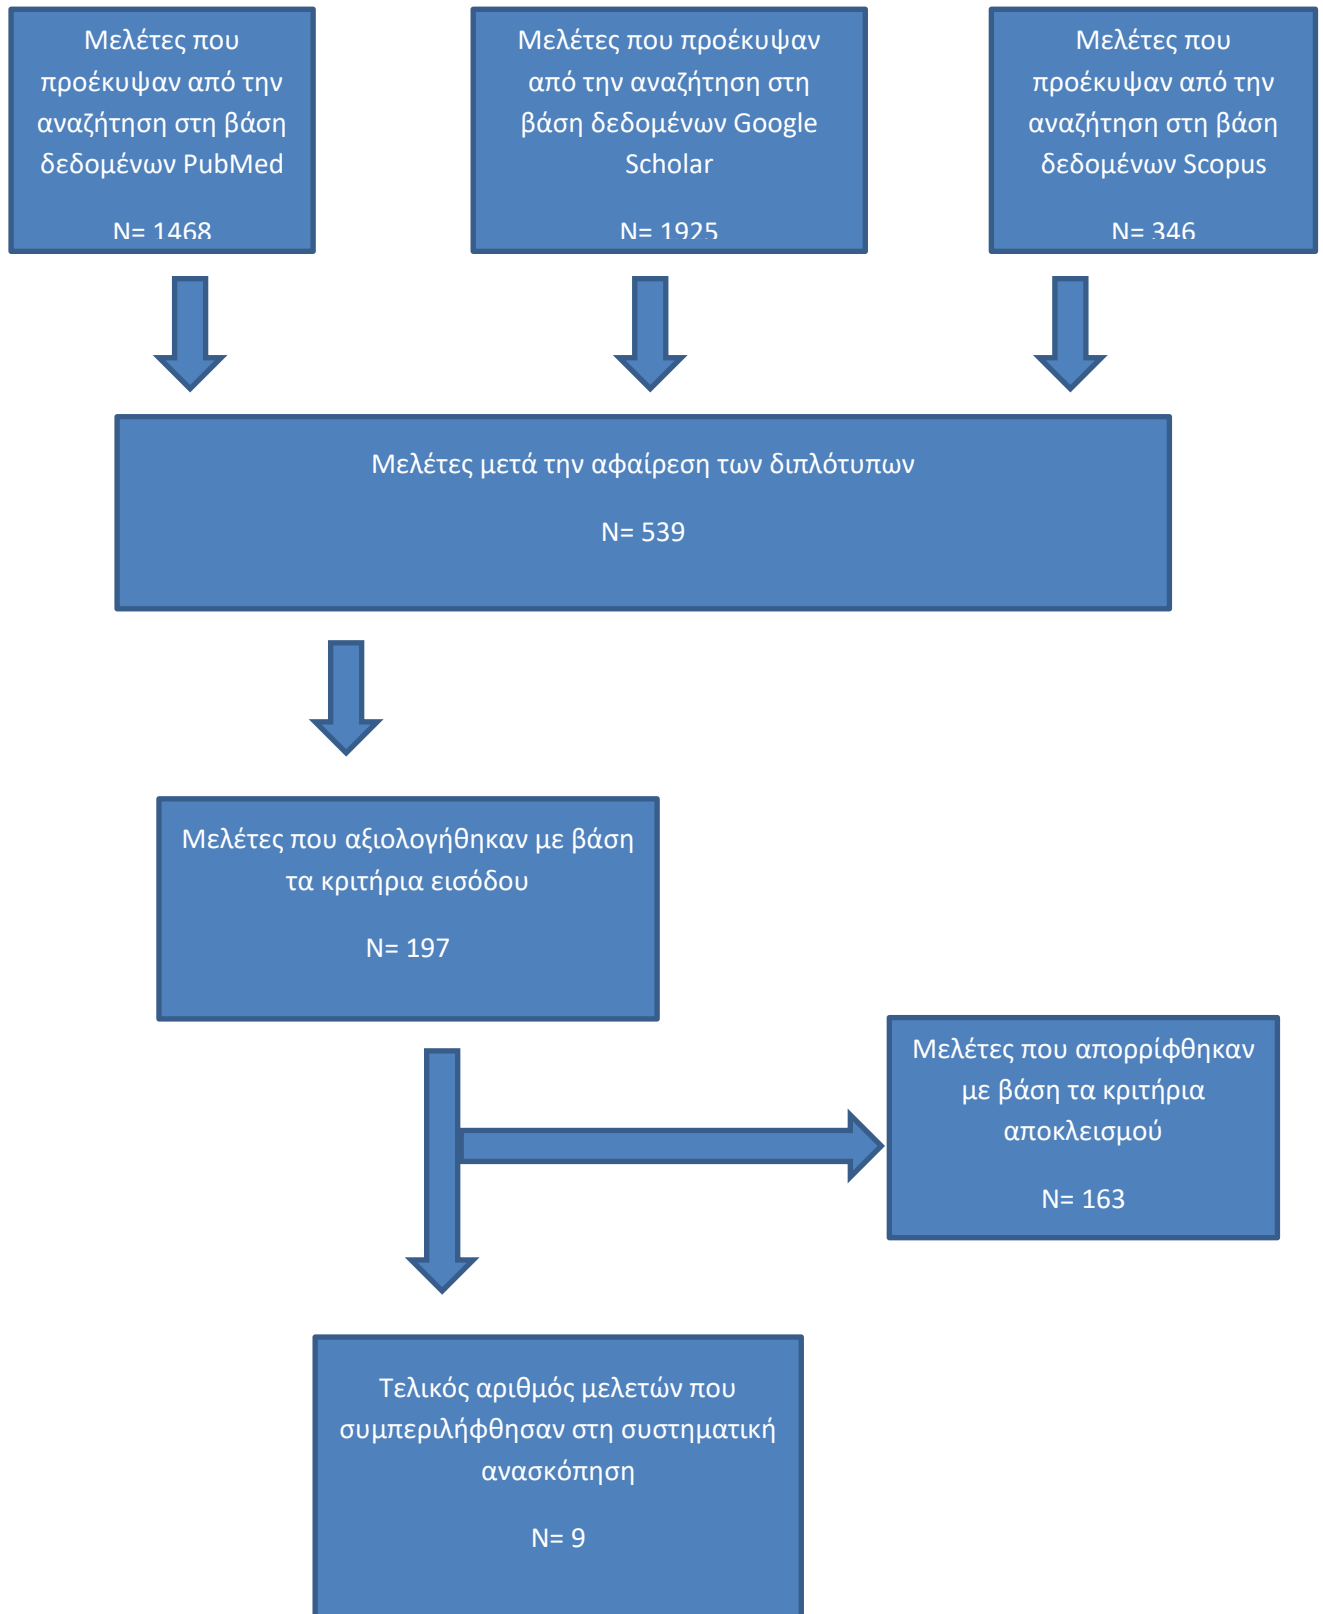 Μελέτες που
προέκυψαν από την
αναζήτηση στη βάση
δεδομένων PubMed
N= 1468
Μελέτες που προέκυψαν
από την αναζήτηση στη
βάση δεδομένων Google
Scholar
N= 1925
Μελέτες που
προέκυψαν από την
αναζήτηση στη βάση
δεδομένων Scopus
N= 346
Μελέτες μετά την αφαίρεση των διπλότυπων
N= 539
Μελέτες που αξιολογήθηκαν με βάση
τα κριτήρια εισόδου
N= 197
Μελέτες που απορρίφθηκαν
με βάση τα κριτήρια
αποκλεισμού
N= 163
Τελικός αριθμός μελετών που
συμπεριλήφθησαν στη συστηματική
ανασκόπηση
N= 9